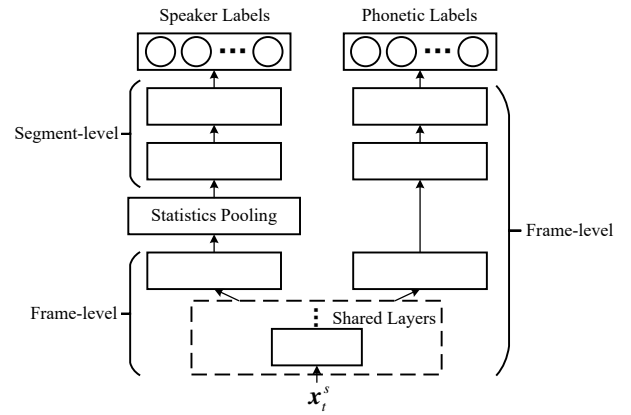 Speaker Labels
Phonetic Labels
Segment-level
Statistics Pooling
Frame-level
Frame-level
Shared Layers
x_t^s